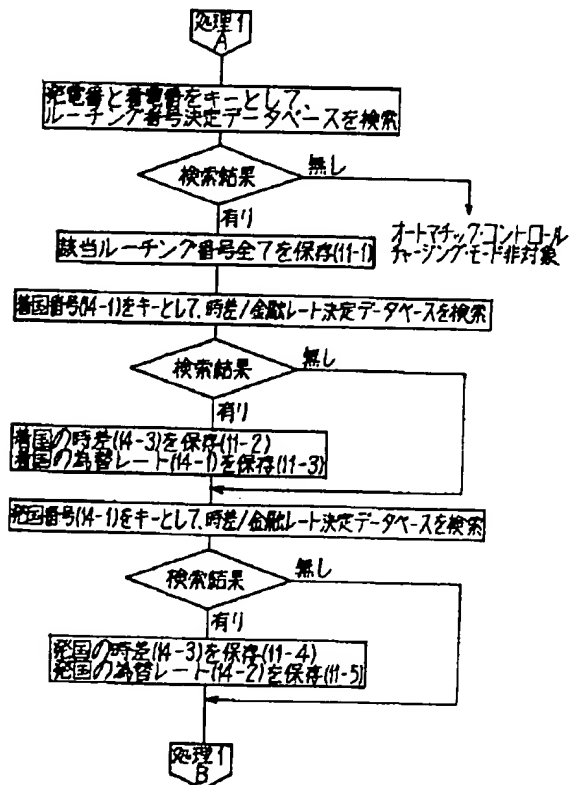 処理1
A
発電番と着電番をキーとして、
ルーチング番号決定データベースを検索
検索結果
無し
有り
オートマチック・コントロール
チャージング・モード非対象
該当ルーチング番号全てを保存(11-1)
着国番号(14-1)をキーとして、時差/金融レート決定データベースを検索
検索結果
無し
有り
着国の時差(14-3)を保存(11-2)
着国の為替レート(14-1)を保存(11-3)
発国番号(14-1)をキーとして、時差/金融レート決定データベースを検索
検索結果
無し
有り
発国の時差(14-3)を保存(11-4)
発国の為替レート(14-2)を保存(11-5)
処理1
B